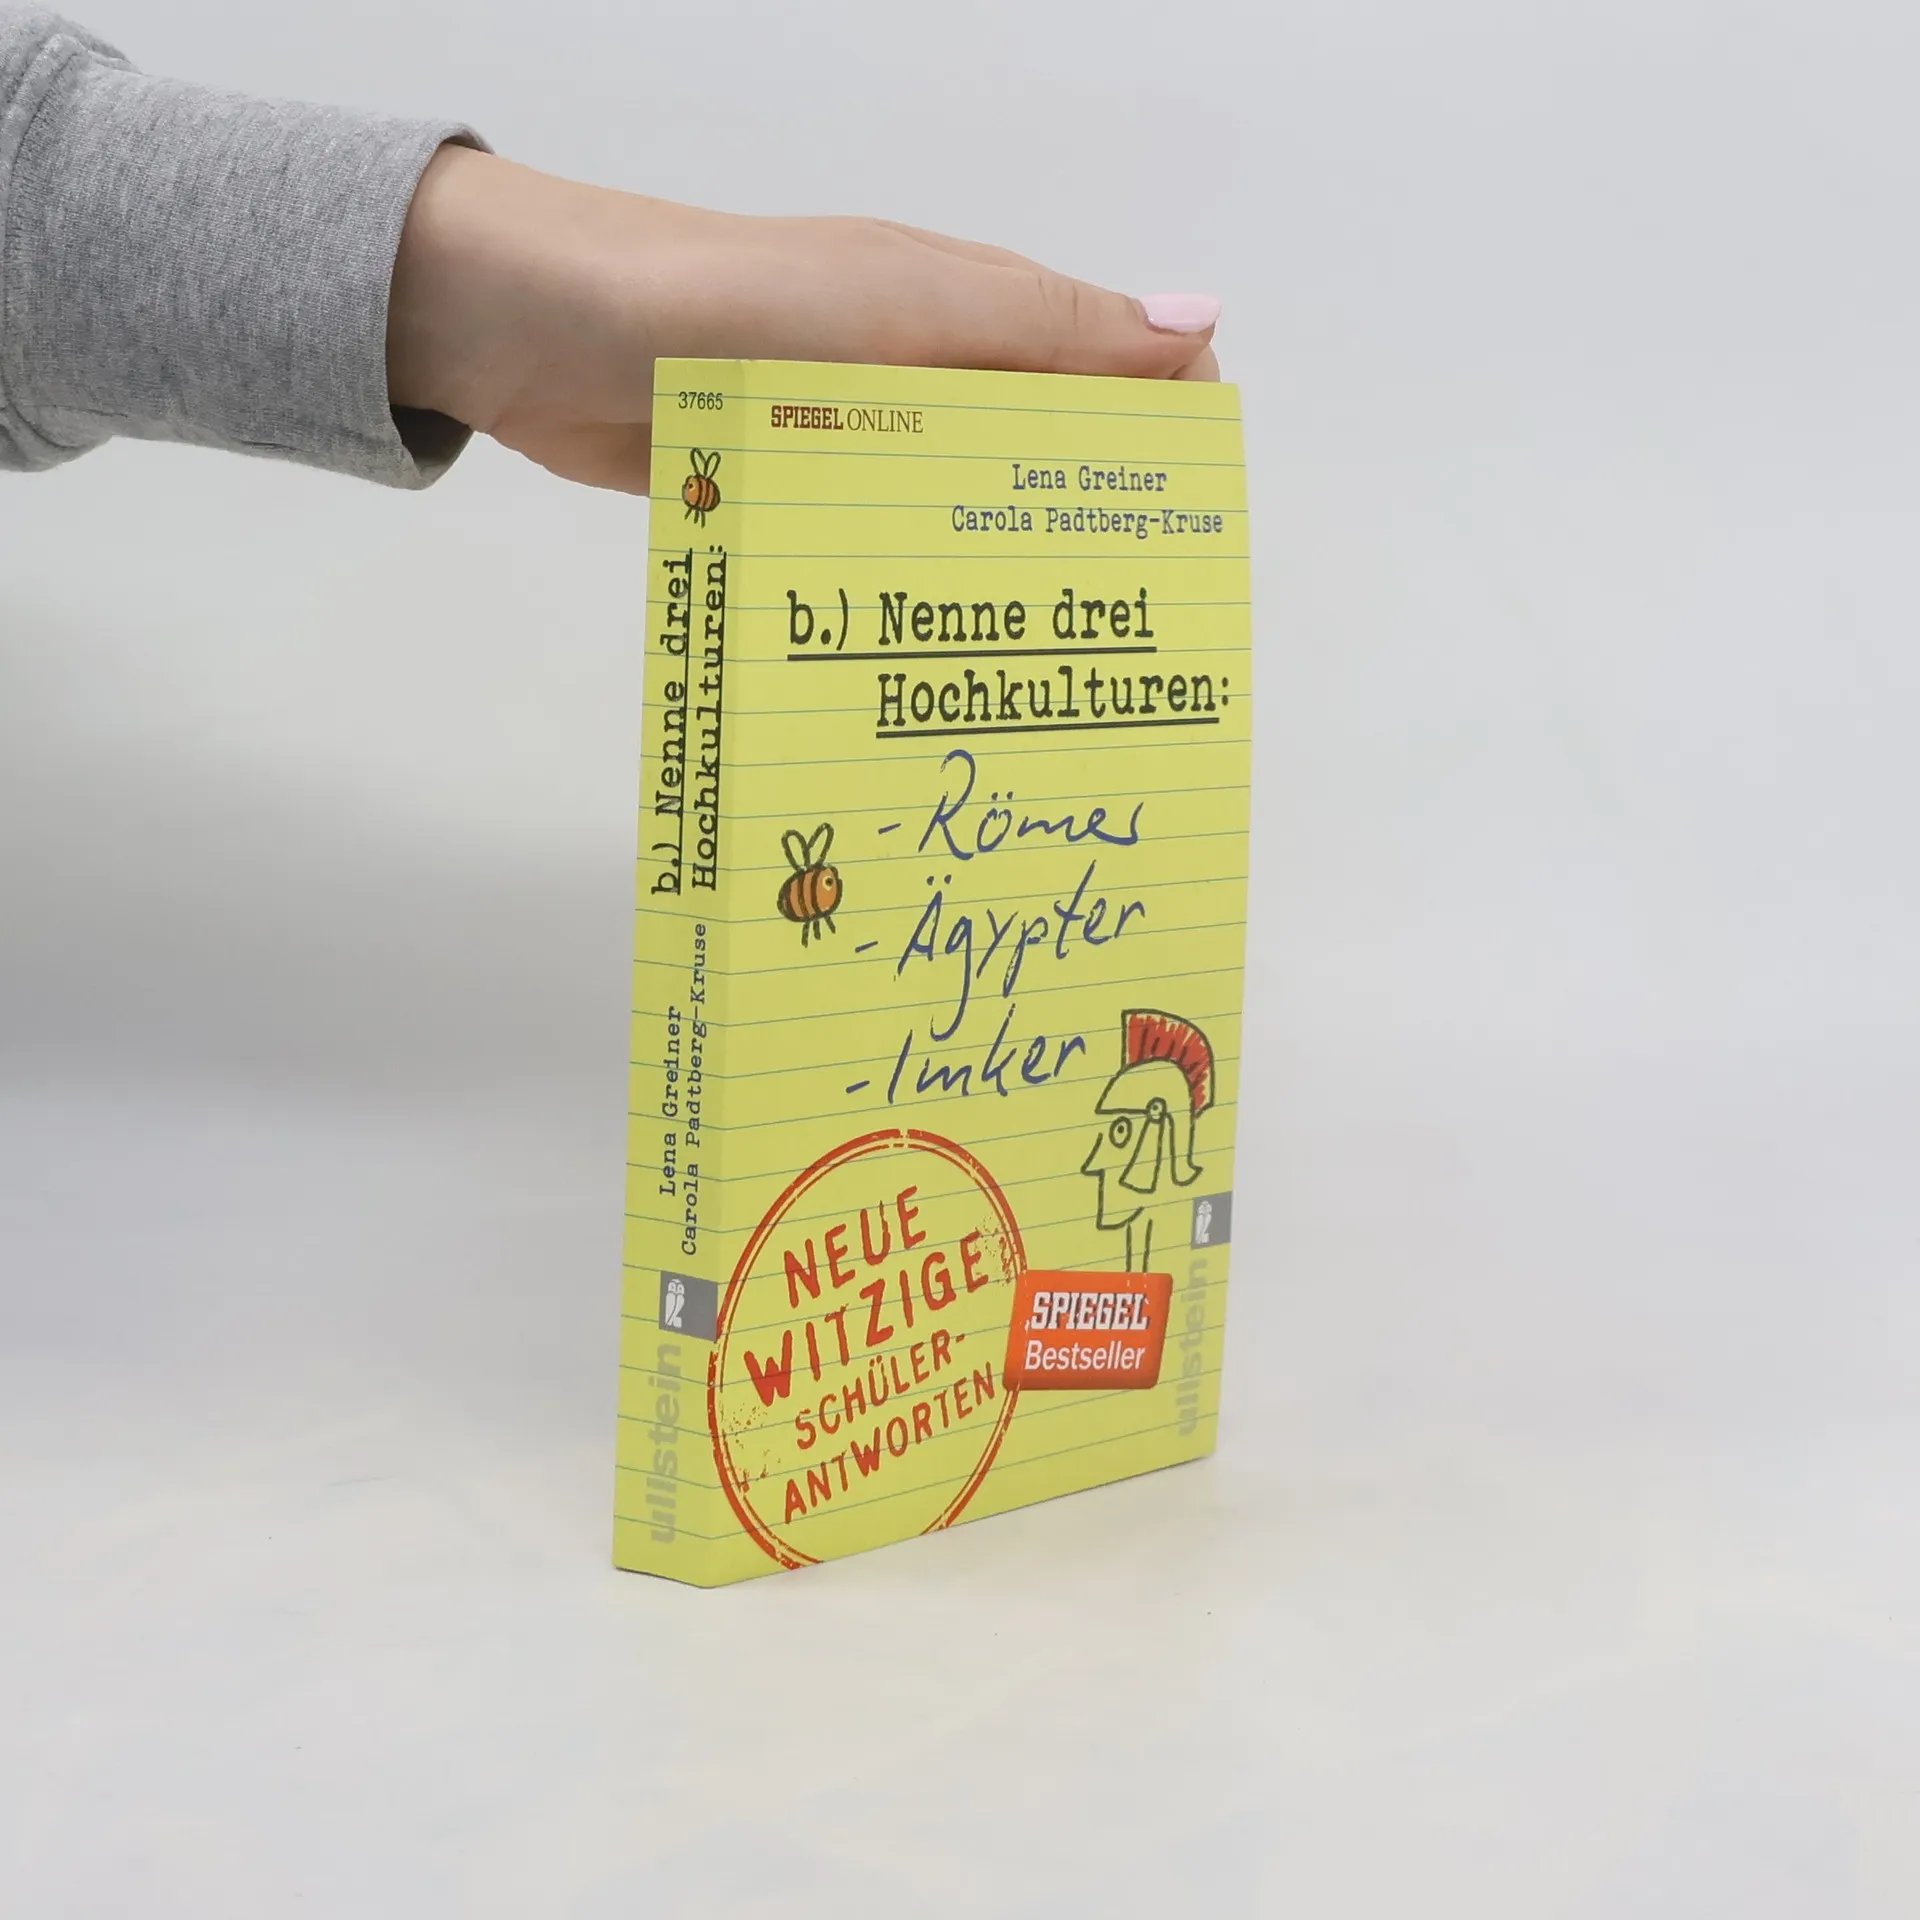 37665
b.) Nenne drei
Hochkulturen:
Lena Greiner
Carola Padtberg-Kruse
ullstein
SPIEGEL ONLINE
Lena Greiner
Carola Padtberg-Kruse
b.) Nenne drei
Hochkulturen:
- Römer
- Ägypter
- Imker
NEUE
WITZIGE
SCHÜLER-
ANTWORTEN
SPIEGEL
Bestseller
ullstein